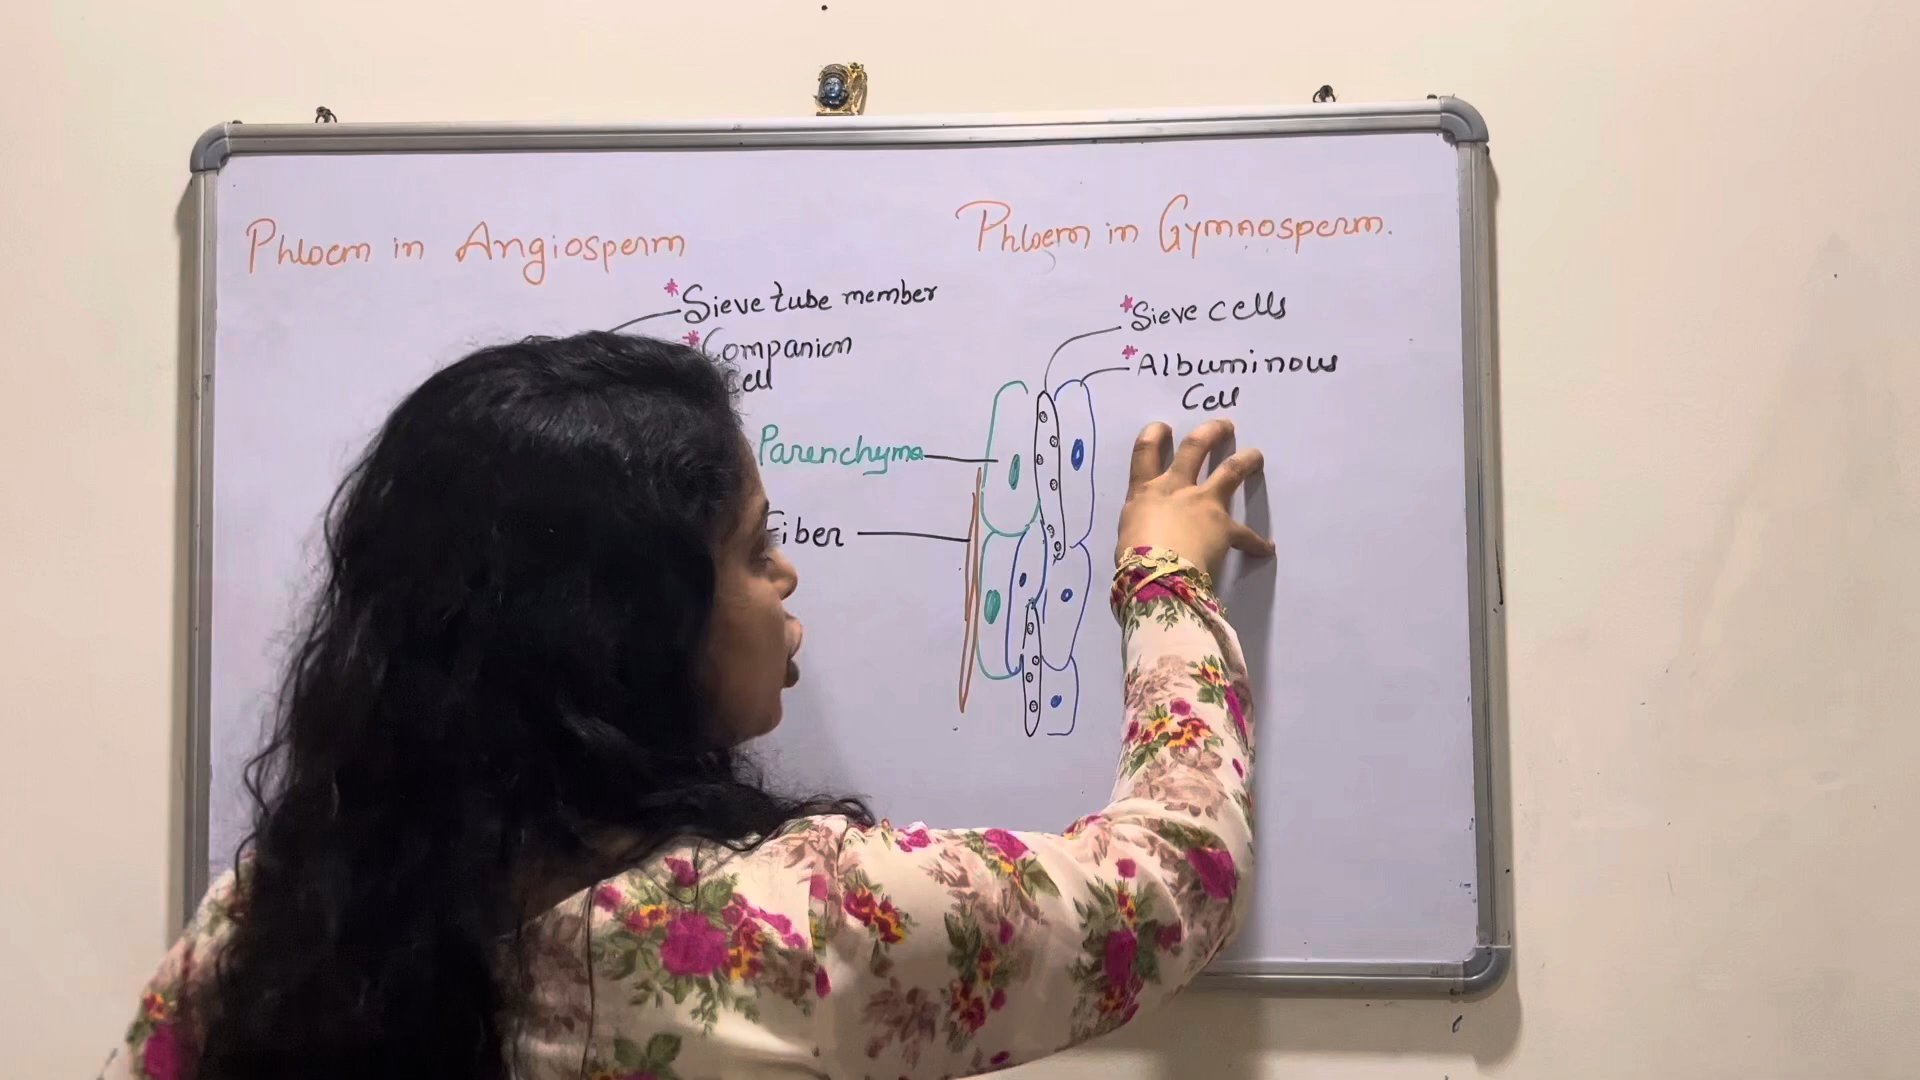 Phloem in Angiosperm
*Sieve tube member
*Companion
Cell
Parenchyma
Fiber
Phloem in Gymnosperm.
*Sieve cells
*Albuminous
Cell